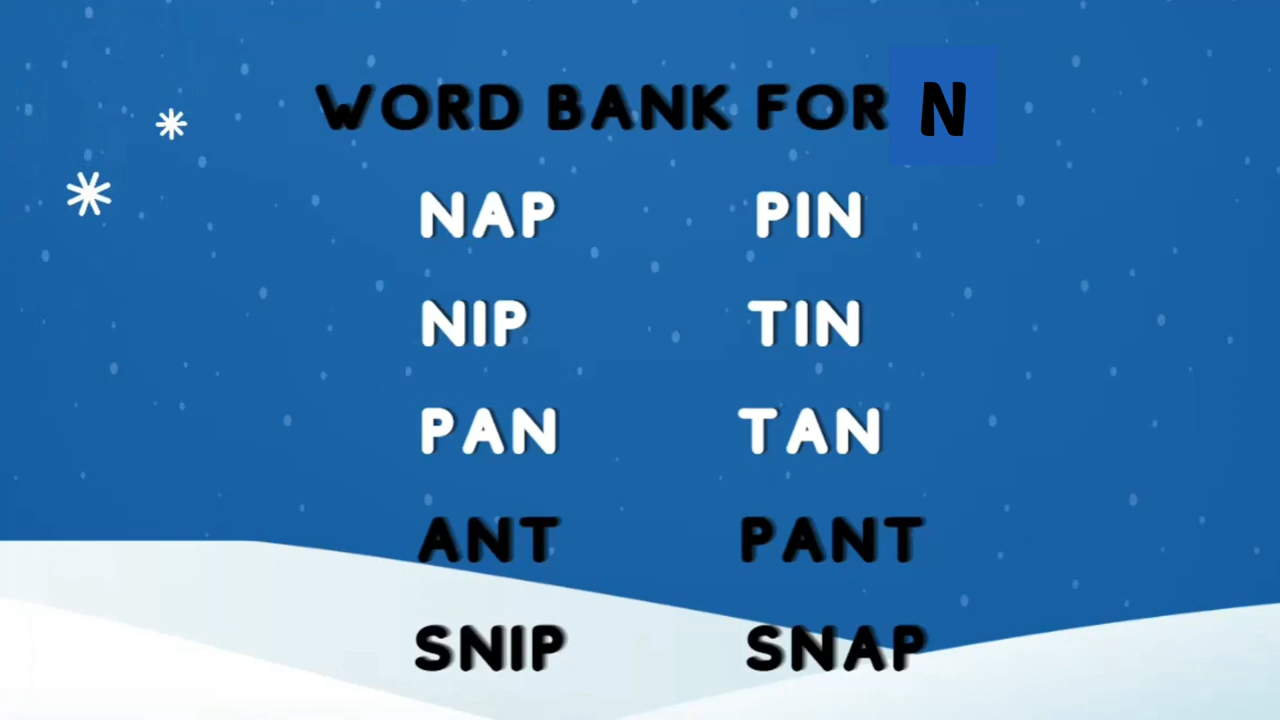 WORD BANK FOR N
NAP PIN
NIP TIN
PAN TAN
ANT PANT
SNIP SNAP